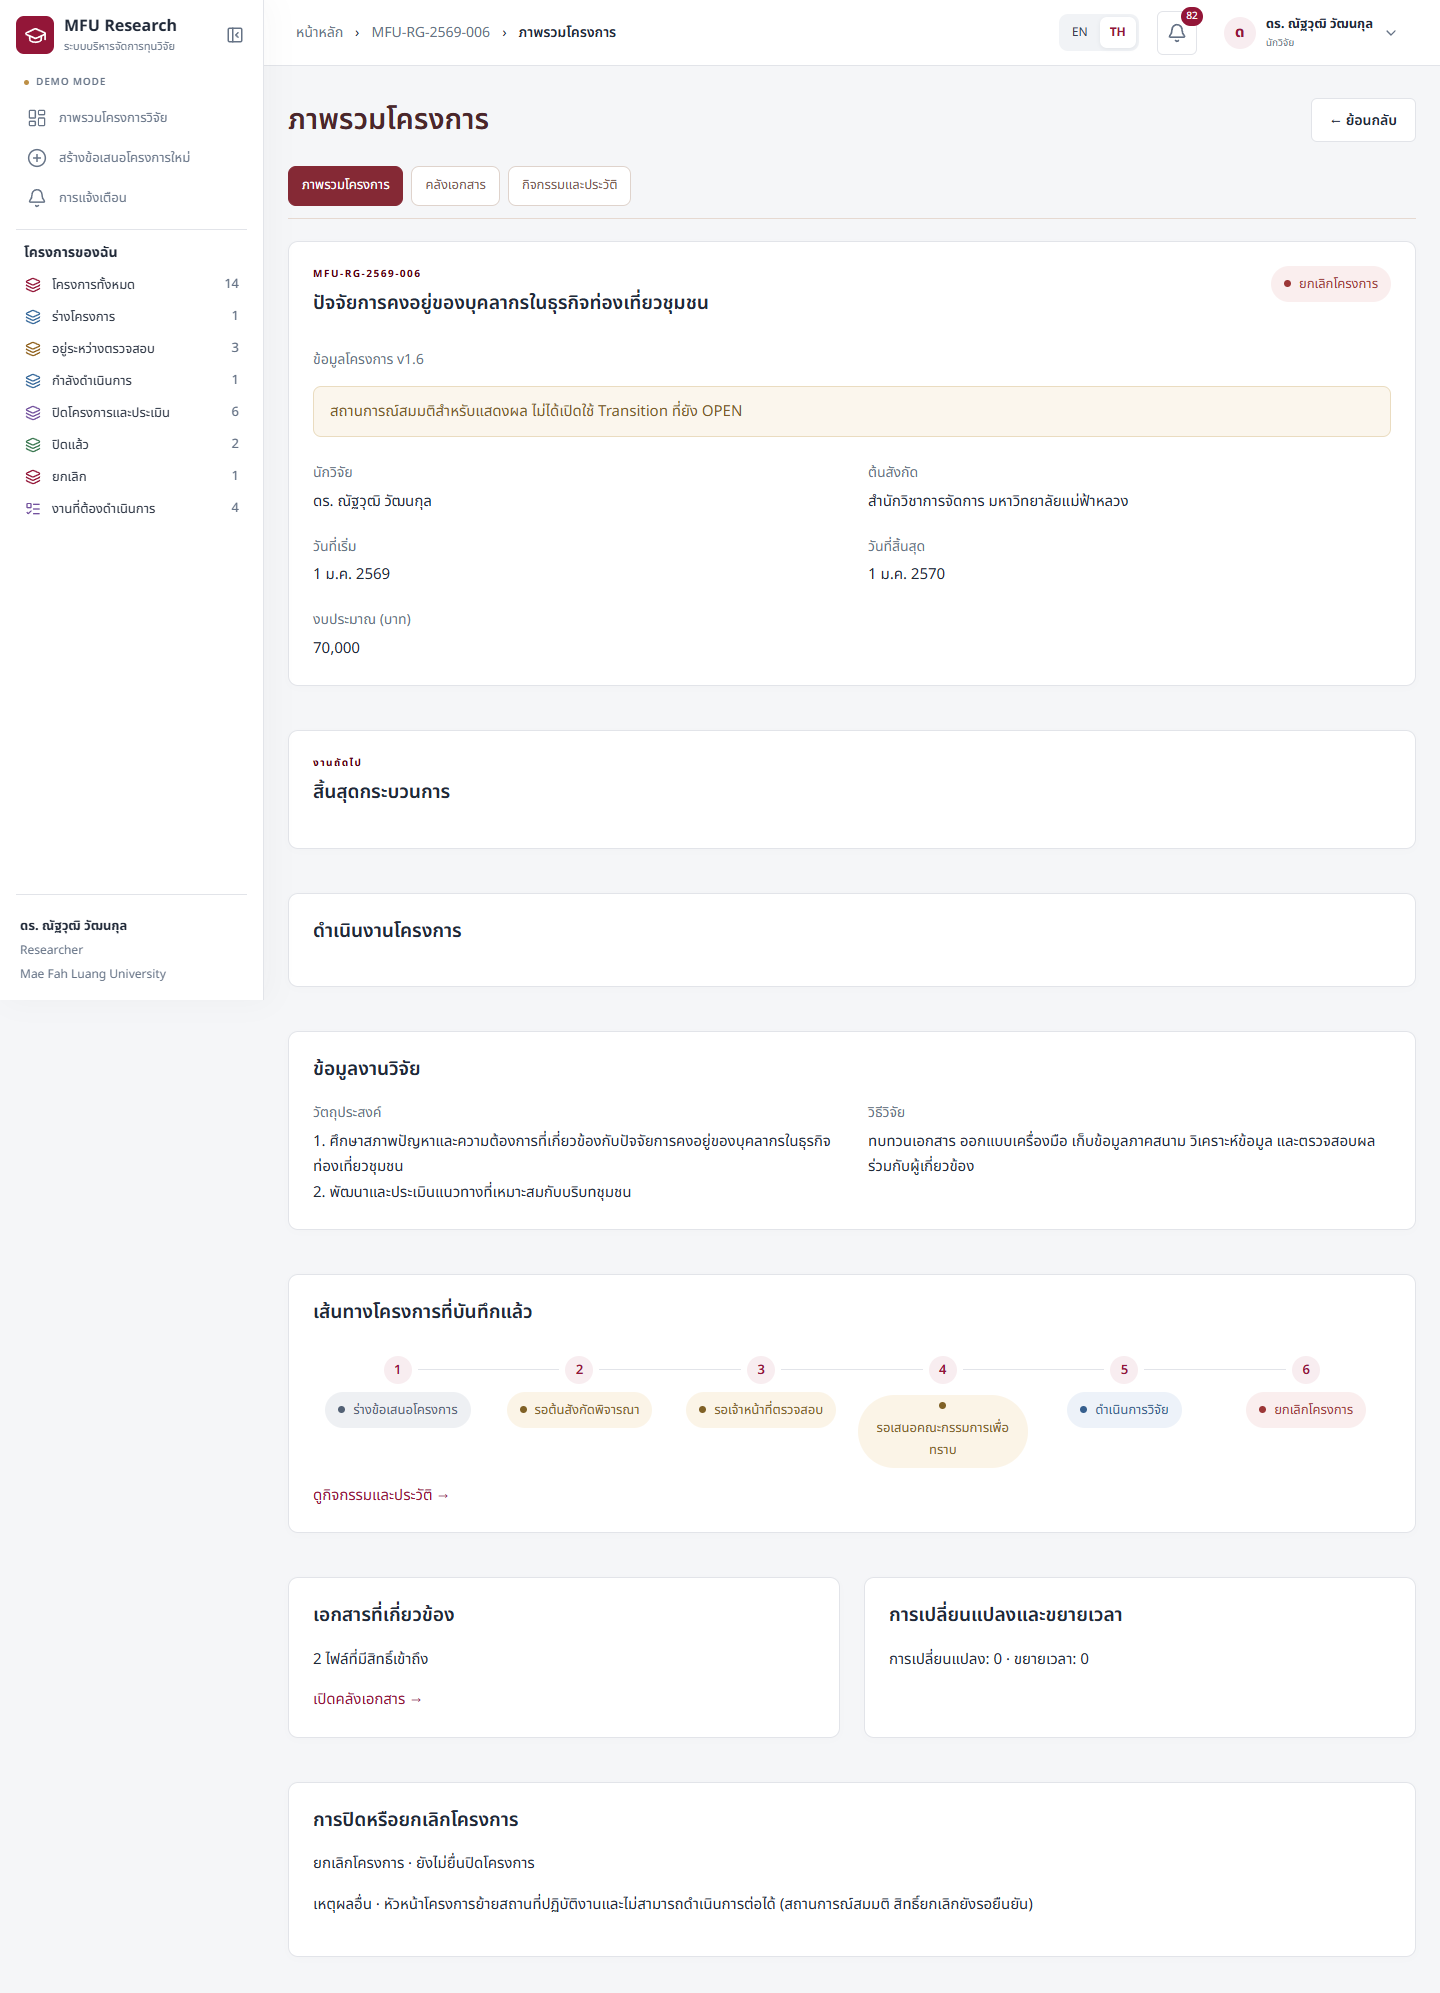 MFU Research
ระบบบริหารจัดการทุนวิจัย
DEMO MODE
ภาพรวมโครงการวิจัย
สร้างข้อเสนอโครงการใหม่
การแจ้งเตือน
โครงการของฉัน
โครงการทั้งหมด 14
ร่างโครงการ 1
อยู่ระหว่างตรวจสอบ 3
กำลังดำเนินการ 1
ปิดโครงการและประเมิน 6
ปิดแล้ว 2
ยกเลิก 1
งานที่ต้องดำเนินการ 4
ดร. ณัฐวุฒิ วัฒนกุล
Researcher
Mae Fah Luang University
หน้าหลัก › MFU-RG-2569-006 › ภาพรวมโครงการ
EN TH
82
ด
ดร. ณัฐวุฒิ วัฒนกุล
นักวิจัย
ภาพรวมโครงการ
← ย้อนกลับ
ภาพรวมโครงการ
คลังเอกสาร
กิจกรรมและประวัติ
MFU-RG-2569-006
ปัจจัยการคงอยู่ของบุคลากรในธุรกิจท่องเที่ยวชุมชน
ยกเลิกโครงการ
ข้อมูลโครงการ v1.6
สถานการณ์สมมติสำหรับแสดงผล ไม่ได้เปิดใช้ Transition ที่ยัง OPEN
นักวิจัย
ดร. ณัฐวุฒิ วัฒนกุล
ต้นสังกัด
สำนักวิชาการจัดการ มหาวิทยาลัยแม่ฟ้าหลวง
วันที่เริ่ม
1 ม.ค. 2569
วันที่สิ้นสุด
1 ม.ค. 2570
งบประมาณ (บาท)
70,000
งานถัดไป
สิ้นสุดกระบวนการ
ดำเนินงานโครงการ
ข้อมูลงานวิจัย
วัตถุประสงค์
1. ศึกษาสภาพปัญหาและความต้องการที่เกี่ยวข้องกับปัจจัยการคงอยู่ของบุคลากรในธุรกิจ
ท่องเที่ยวชุมชน
2. พัฒนาและประเมินแนวทางที่เหมาะสมกับบริบทชุมชน
วิธีวิจัย
ทบทวนเอกสาร ออกแบบเครื่องมือ เก็บข้อมูลภาคสนาม วิเคราะห์ข้อมูล และตรวจสอบผล
ร่วมกับผู้เกี่ยวข้อง
เส้นทางโครงการที่บันทึกแล้ว
1
ร่างข้อเสนอโครงการ
2
รอต้นสังกัดพิจารณา
3
รอเจ้าหน้าที่ตรวจสอบ
4
รอเสนอคณะกรรมการเพื่อ
ทราบ
5
ดำเนินการวิจัย
6
ยกเลิกโครงการ
ดูกิจกรรมและประวัติ →
เอกสารที่เกี่ยวข้อง
2 ไฟล์ที่มีสิทธิ์เข้าถึง
เปิดคลังเอกสาร →
การเปลี่ยนแปลงและขยายเวลา
การเปลี่ยนแปลง: 0 · ขยายเวลา: 0
การปิดหรือยกเลิกโครงการ
ยกเลิกโครงการ · ยังไม่ยื่นปิดโครงการ
เหตุผลอื่น · หัวหน้าโครงการย้ายสถานที่ปฏิบัติงานและไม่สามารถดำเนินการต่อได้ (สถานการณ์สมมติ สิทธิ์ยกเลิกยังรอยืนยัน)